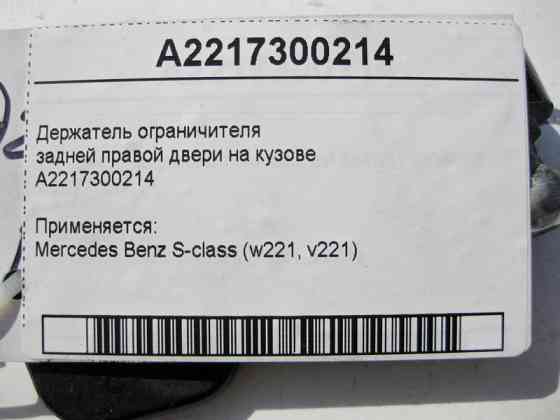 A2217300214
Держатель ограничителя
задней правой двери на кузове
A2217300214
Применяется:
Mercedes Benz S-class (w221, v221)